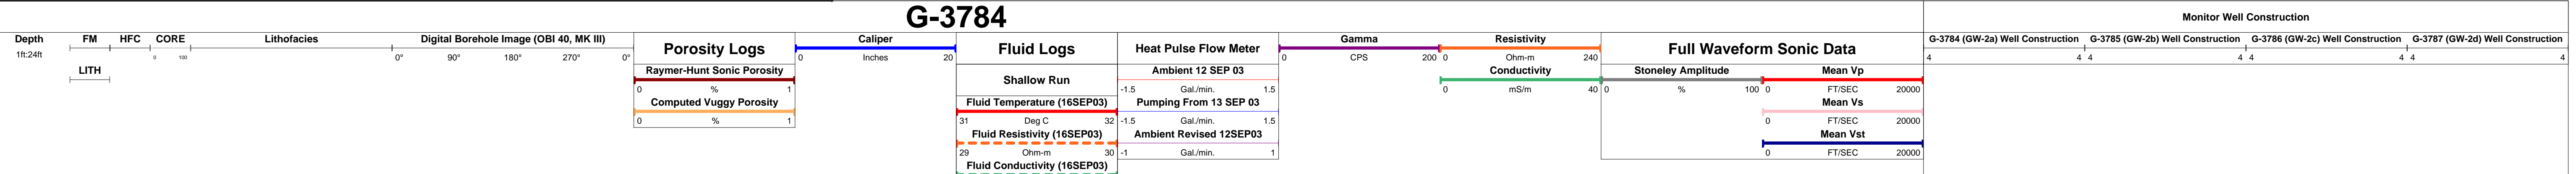 G-3784
Monitor Well Construction
Depth FM HFC CORE Lithofacies Digital Borehole Image (OBI 40, MK III)
1ft:24ft 0 100 0° 90° 180° 270° 0°
LITH
Porosity Logs
Raymer-Hunt Sonic Porosity
0 % 1
Computed Vuggy Porosity
0 % 1
Caliper
0 Inches 20
Fluid Logs
Shallow Run
Fluid Temperature (16SEP03)
31 Deg C 32
Fluid Resistivity (16SEP03)
29 Ohm-m 30
Fluid Conductivity (16SEP03)
Heat Pulse Flow Meter
Ambient 12 SEP 03
-1.5 Gal./min. 1.5
Pumping From 13 SEP 03
-1.5 Gal./min. 1.5
Ambient Revised 12SEP03
-1 Gal./min. 1
Gamma
0 CPS 200
Resistivity
0 Ohm-m 240
Conductivity
0 mS/m 40
Full Waveform Sonic Data
Stoneley Amplitude
0 % 100
Mean Vp
0 FT/SEC 20000
Mean Vs
0 FT/SEC 20000
Mean Vst
0 FT/SEC 20000
G-3784 (GW-2a) Well Construction G-3785 (GW-2b) Well Construction G-3786 (GW-2c) Well Construction G-3787 (GW-2d) Well Construction
4 4 4 4 4 4 4 4